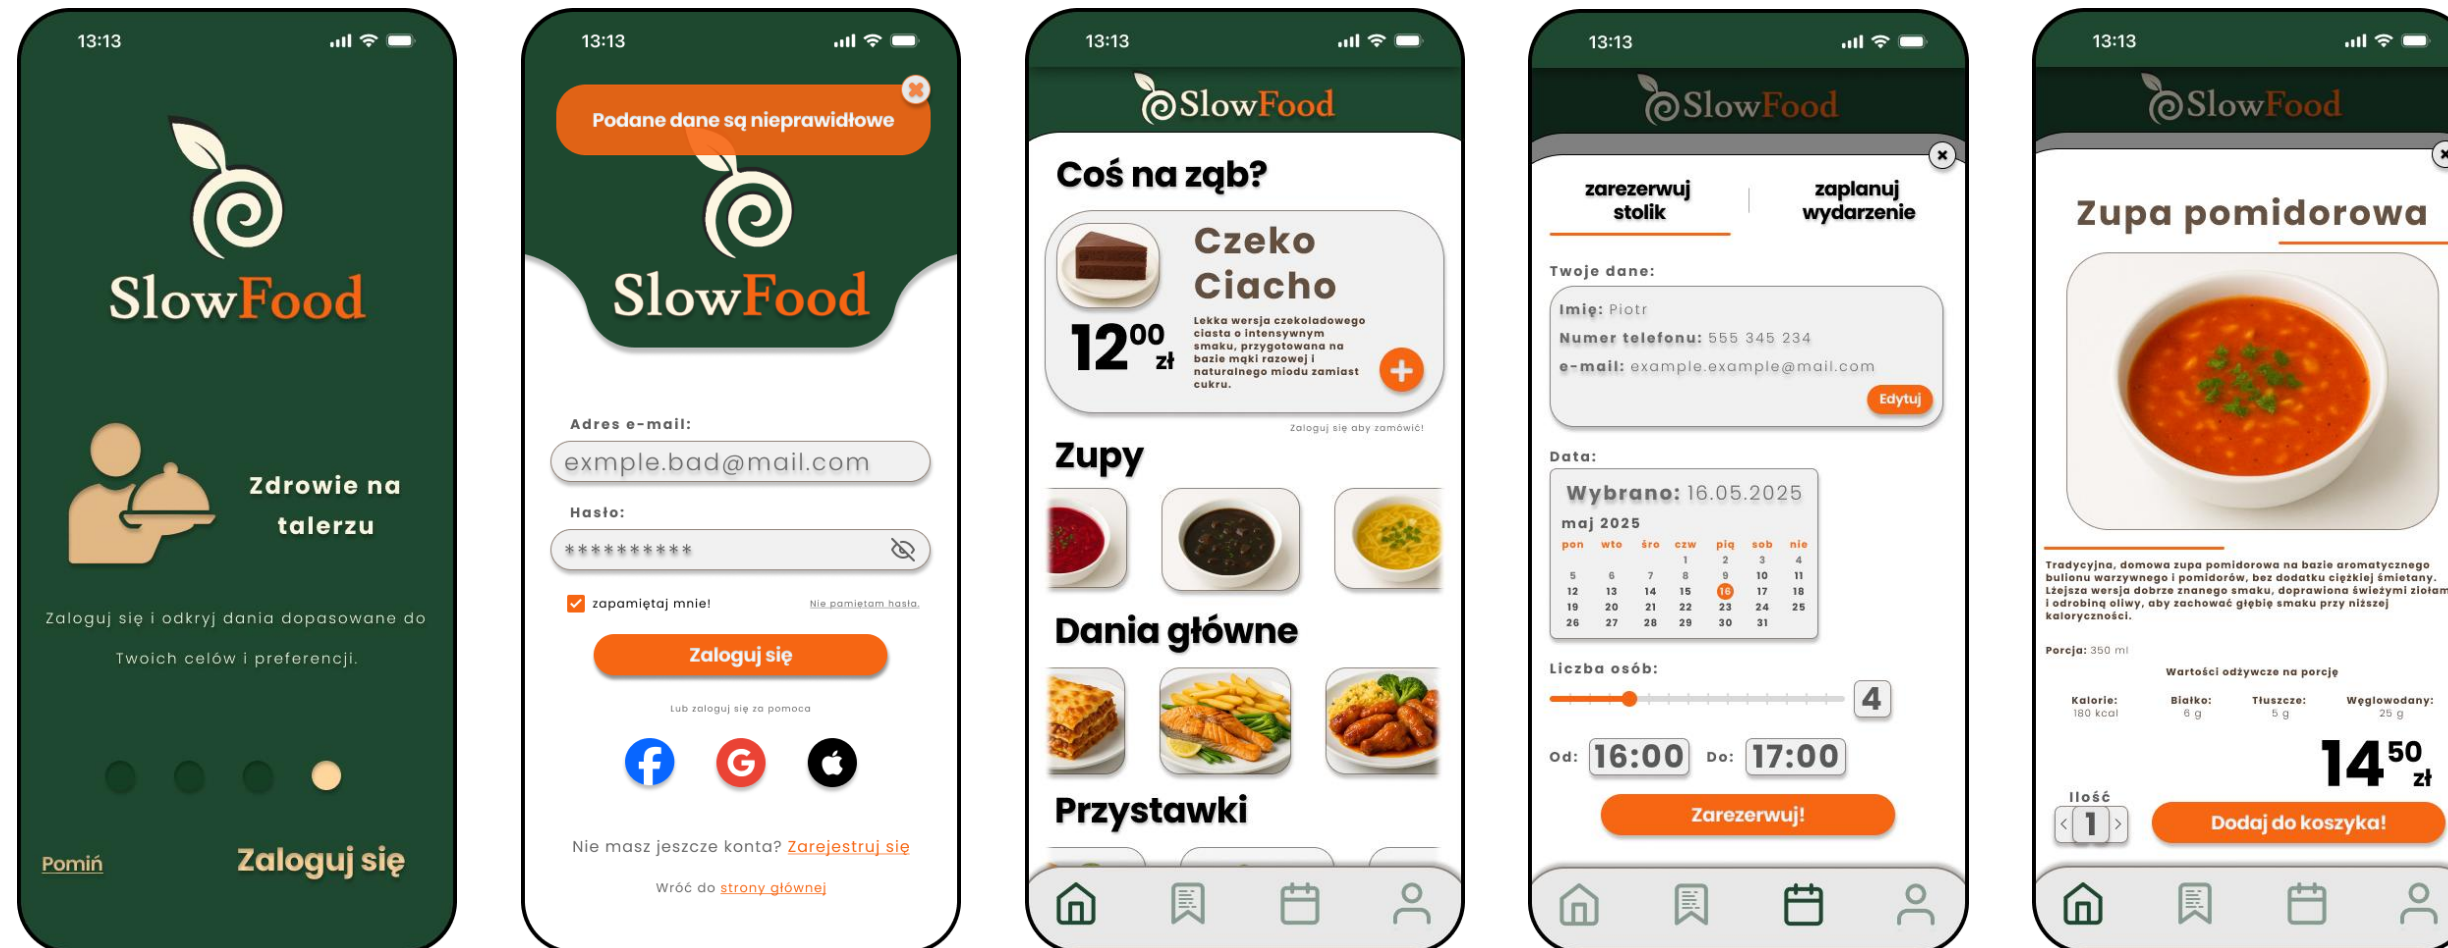 13:13
SlowFood
Zdrowie na
talerzu
Zaloguj się i odkryj dania dopasowane do
Twoich celów i preferencji.
Pomiń
Zaloguj się
13:13
Podane dane są nieprawidłowe
SlowFood
Adres e-mail:
exmple.bad@mail.com
Hasło:
**********
zapamiętaj mnie!
Nie pamietam hasła.
Zaloguj się
Lub zaloguj się za pomoca
Nie masz jeszcze konta? Zarejestruj się
Wróć do strony głównej
13:13
SlowFood
Coś na ząb?
Czeko
Ciacho
12 00 zł
Lekka wersja czekoladowego
ciasta o intensywnym
smaku, przygotowana na
bazie mąki razowej i
naturalnego miodu zamiast
cukru.
Zaloguj się aby zamówić!
Zupy
Dania główne
Przystawki
13:13
SlowFood
zarezerwuj
stolik
zaplanuj
wydarzenie
Twoje dane:
Imię: Piotr
Numer telefonu: 555 345 234
e-mail: example.example@mail.com
Edytuj
Data:
Wybrano: 16.05.2025
maj 2025
pon wto śro czw pią sob nie
1 2 3 4
5 6 7 8 9 10 11
12 13 14 15 16 17 18
19 20 21 22 23 24 25
26 27 28 29 30 31
Liczba osób:
4
Od: 16:00 Do: 17:00
Zarezerwuj!
13:13
SlowFood
Zupa pomidorowa
Tradycyjna, domowa zupa pomidorowa na bazie aromatycznego
bulionu warzywnego i pomidorów, bez dodatku ciężkiej śmietany.
Lżejsza wersja dobrze znanego smaku, doprawiona świeżymi ziołam
i odrobiną oliwy, aby zachować głębię smaku przy niższej
kaloryczności.
Porcja: 350 ml
Wartości odżywcze na porcję
Kalorie: Białko: Tłuszcze: Węglowodany:
180 kcal 6 g 5 g 25 g
14 50 zł
Ilość
< 1 >
Dodaj do koszyka!